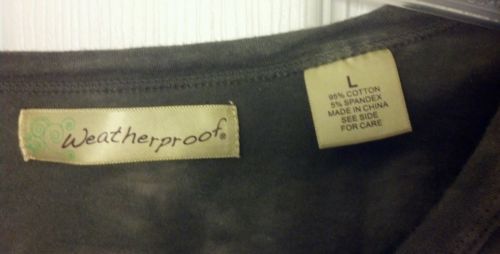 Weatherproof®
L
95% COTTON
5% SPANDEX
MADE IN CHINA
SEE SIDE
FOR CARE